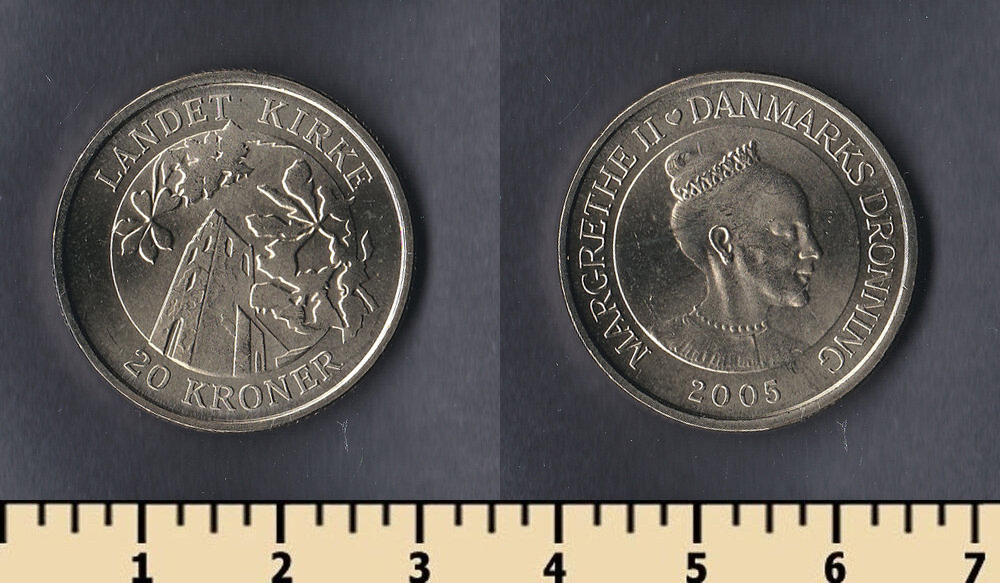 LANDET KIRKE
20 KRONER
MARGRETHE II ♥ DANMARKS DRONNING
2005
1 2 3 4 5 6 7